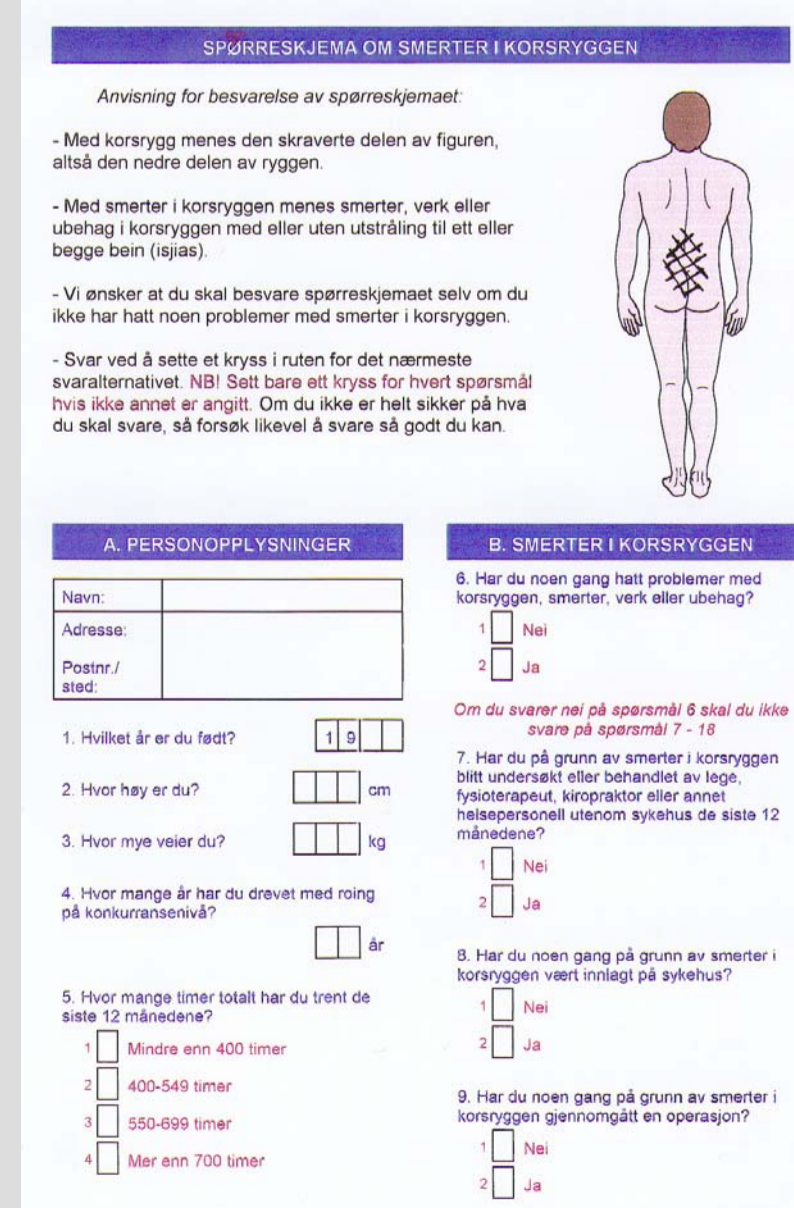 SPØRRESKJEMA OM SMERTER I KORSRYGGEN
Anvisning for besvarelse av spørreskjemaet:
- Med korsrygg menes den skraverte delen av figuren,
altså den nedre delen av ryggen.
- Med smerter i korsryggen menes smerter, verk eller
ubehag i korsryggen med eller uten utstråling til ett eller
begge bein (isjias).
- Vi ønsker at du skal besvare spørreskjemaet selv om du
ikke har hatt noen problemer med smerter i korsryggen.
- Svar ved å sette et kryss i ruten for det nærmeste
svaralternativet. NB! Sett bare ett kryss for hvert spørsmål
hvis ikke annet er angitt. Om du ikke er helt sikker på hva
du skal svare, så forsøk likevel å svare så godt du kan.
A. PERSONOPPLYSNINGER
Navn:
Adresse:
Postnr./
sted:
1. Hvilket år er du født? 1 9
2. Hvor høy er du? cm
3. Hvor mye veier du? kg
4. Hvor mange år har du drevet med roing
på konkurransenivå?
år
5. Hvor mange timer totalt har du trent de
siste 12 månedene?
1 Mindre enn 400 timer
2 400-549 timer
3 550-699 timer
4 Mer enn 700 timer
B. SMERTER I KORSRYGGEN
6. Har du noen gang hatt problemer med
korsryggen, smerter, verk eller ubehag?
1 Nei
2 Ja
Om du svarer nei på spørsmål 6 skal du ikke
svare på spørsmål 7 - 18
7. Har du på grunn av smerter i korsryggen
blitt undersøkt eller behandlet av lege,
fysioterapeut, kiropraktor eller annet
helsepersonell utenom sykehus de siste 12
månedene?
1 Nei
2 Ja
8. Har du noen gang på grunn av smerter i
korsryggen vært innlagt på sykehus?
1 Nei
2 Ja
9. Har du noen gang på grunn av smerter i
korsryggen gjennomgått en operasjon?
1 Nei
2 Ja